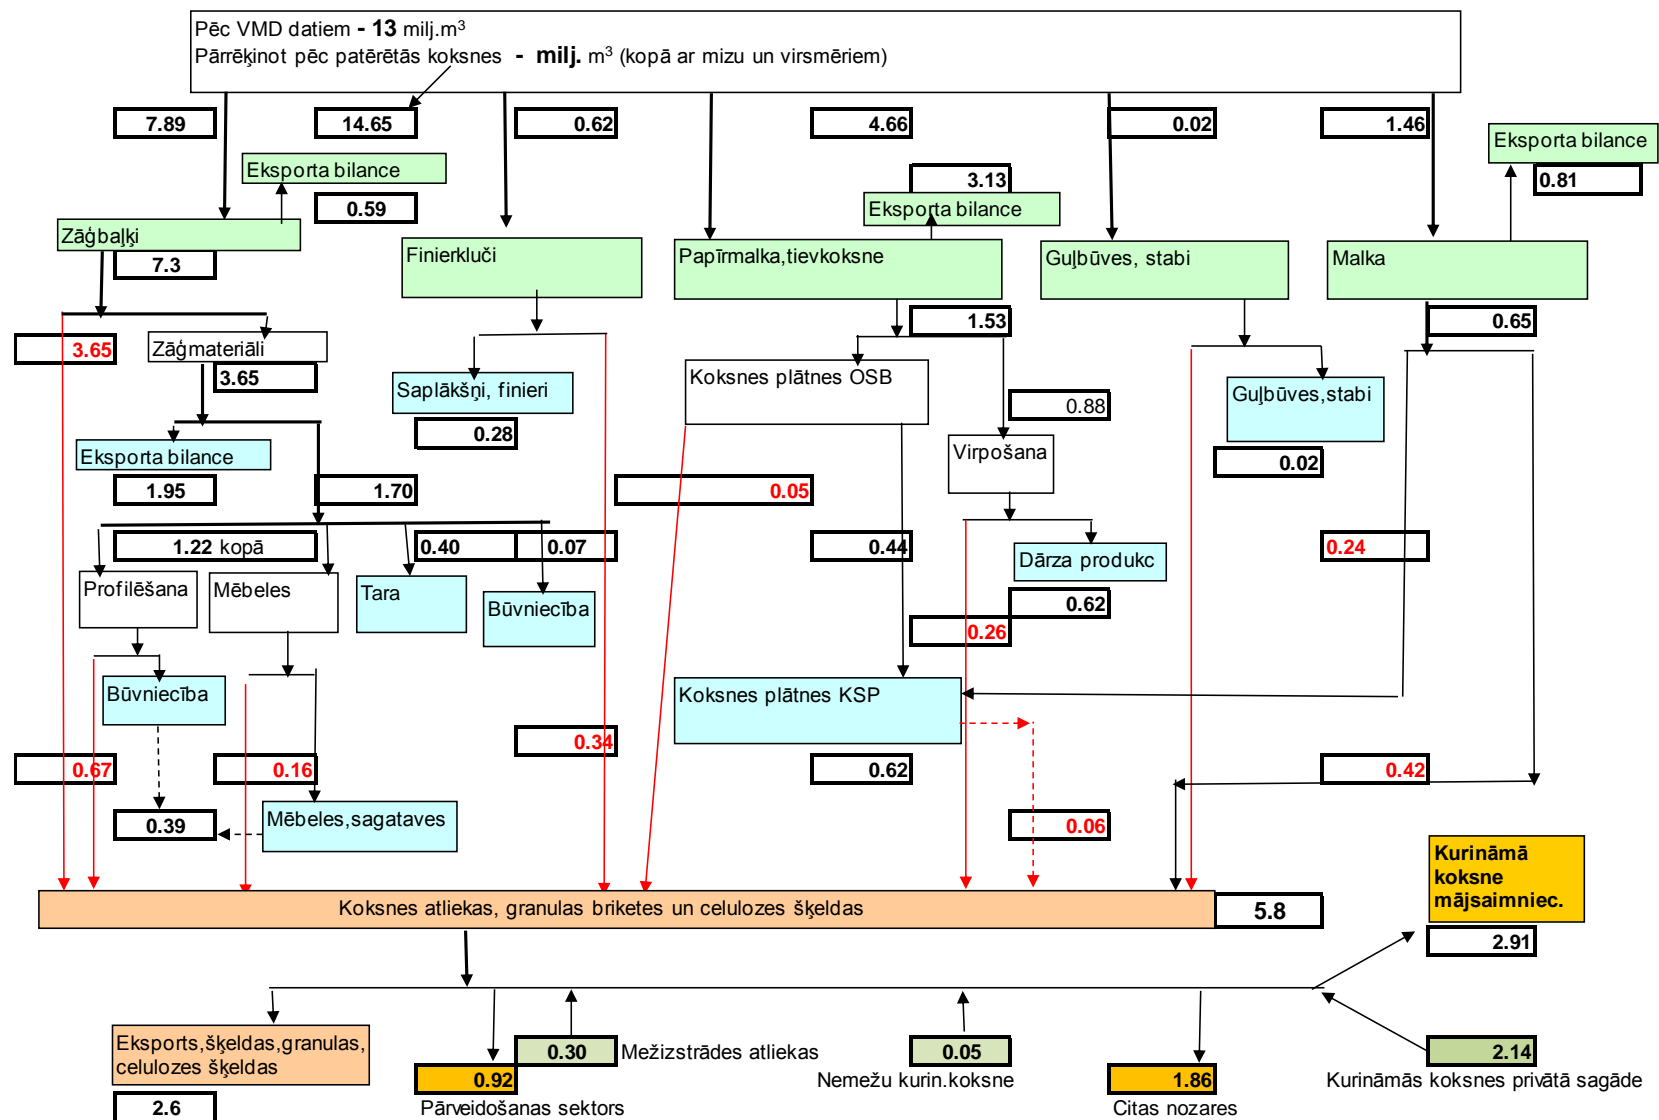 Pēc VMD datiem - 13 milj.m³
Pārrēķinot pēc patērētās koksnes - milj. m³ (kopā ar mizu un virsmēriem)
7.89
14.65
0.62
4.66
0.02
1.46
Eksporta bilance
0.59
3.13
Eksporta bilance
Eksporta bilance
0.81
Zāģbaļķi
7.3
Finierkluči
Papīrmalka,tievkoksne
Guļbūves, stabi
Malka
3.65
Zāģmateriāli
3.65
1.53
0.65
Saplākšņi, finieri
0.28
Koksnes plātnes OSB
0.88
Guļbūves,stabi
0.02
Eksporta bilance
1.95
1.70
0.05
Virpošana
1.22 kopā
0.40
0.07
0.44
0.24
Profilēšana
Mēbeles
Tara
Būvniecība
Dārza produkc
0.62
0.26
Būvniecība
Koksnes plātnes KSP
0.34
0.67
0.16
0.62
0.42
0.39
Mēbeles,sagataves
0.06
Kurināmā
koksne
mājsaimniec.
2.91
Koksnes atliekas, granulas briketes un celulozes šķeldas
5.8
Eksports,šķeldas,granulas,
celulozes šķeldas
2.6
0.30
Mežizstrādes atliekas
0.92
Pārveidošanas sektors
0.05
Nemežu kurin.koksne
1.86
Citas nozares
2.14
Kurināmās koksnes privātā sagāde